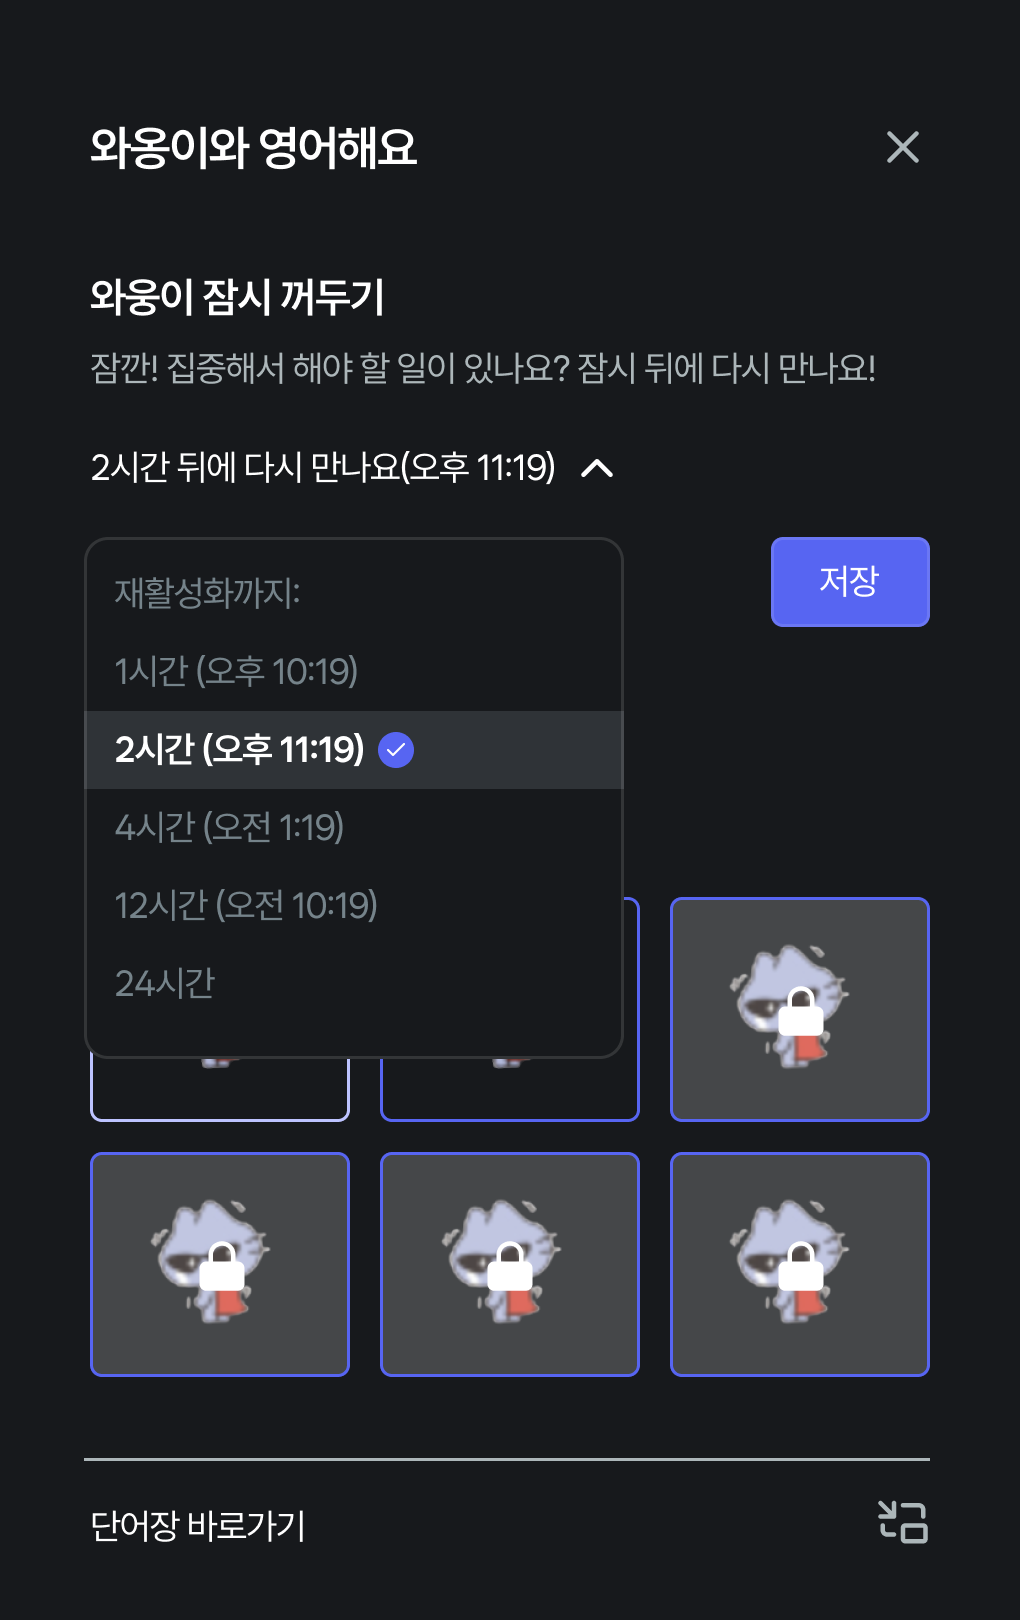 와옹이와 영어해요
와웅이 잠시 꺼두기
잠깐! 집중해서 해야 할 일이 있나요? 잠시 뒤에 다시 만나요!
2시간 뒤에 다시 만나요(오후 11:19)
재활성화까지:
저장
1시간 (오후 10:19)
2시간 (오후 11:19)
4시간 (오전 1:19)
12시간 (오전 10:19)
24시간
단어장 바로가기